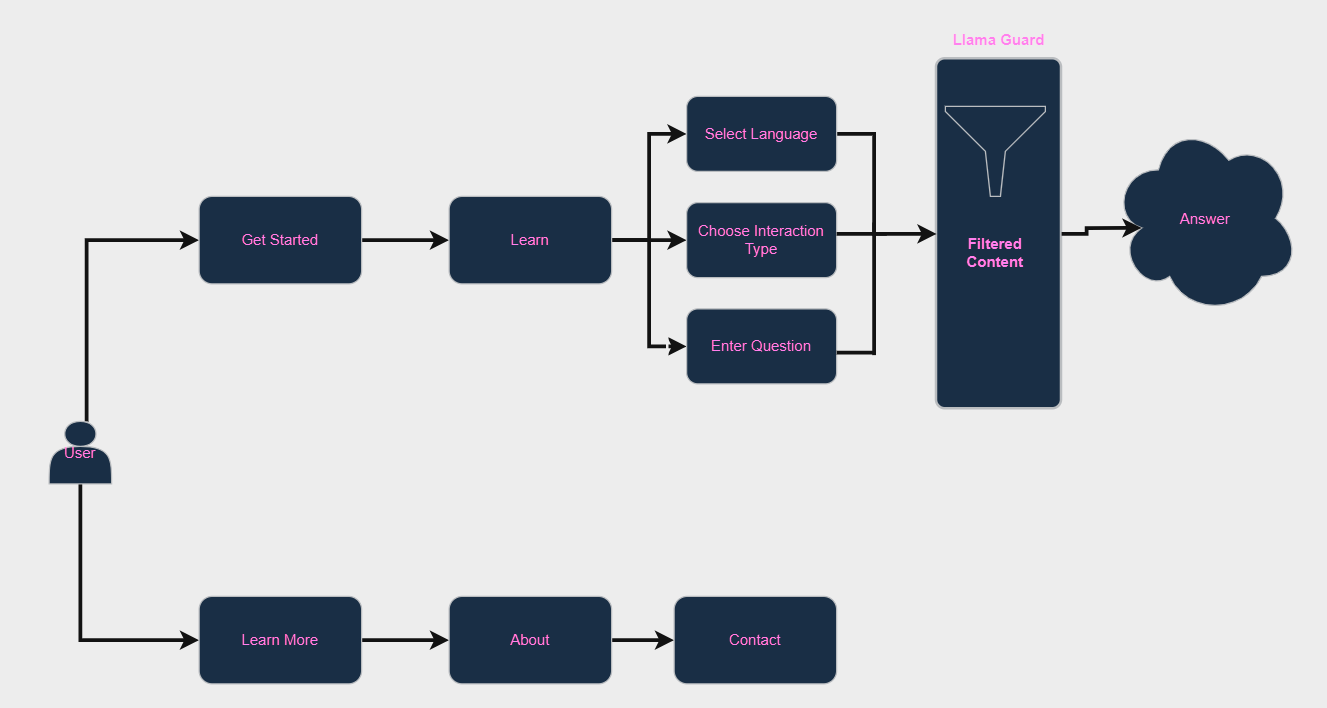 Llama Guard
Select Language
Choose Interaction
Type
Enter Question
Get Started
Learn
Filtered
Content
Answer
User
Learn More
About
Contact